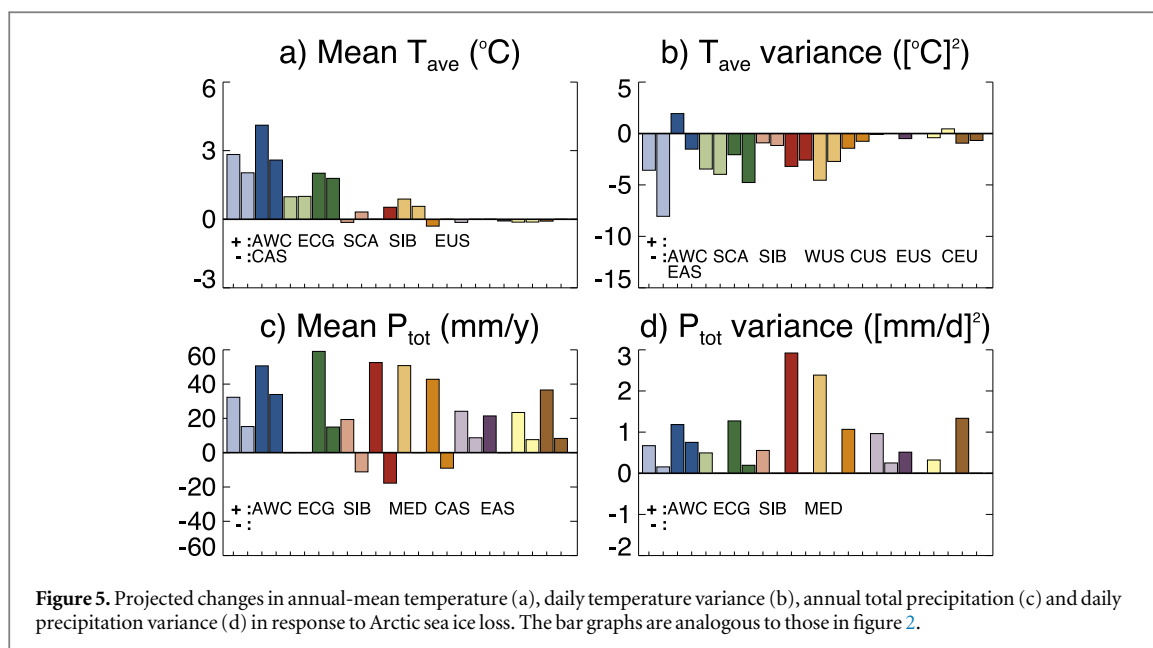 a) Mean Tave (°C)
6
3
0
-3
+ :AWC ECG SCA SIB EUS
- :CAS
b) Tave variance ([°C]²)
5
0
-5
-10
-15
+ :
- :AWC SCA SIB WUS CUS EUS CEU
EAS
c) Mean Ptot (mm/y)
60
40
20
0
-20
-40
-60
+ :AWC ECG SIB MED CAS EAS
- :
d) Ptot variance ([mm/d]²)
3
2
1
0
-1
-2
+ :AWC ECG SIB MED
- :
Figure 5. Projected changes in annual-mean temperature (a), daily temperature variance (b), annual total precipitation (c) and daily
precipitation variance (d) in response to Arctic sea ice loss. The bar graphs are analogous to those in figure 2.